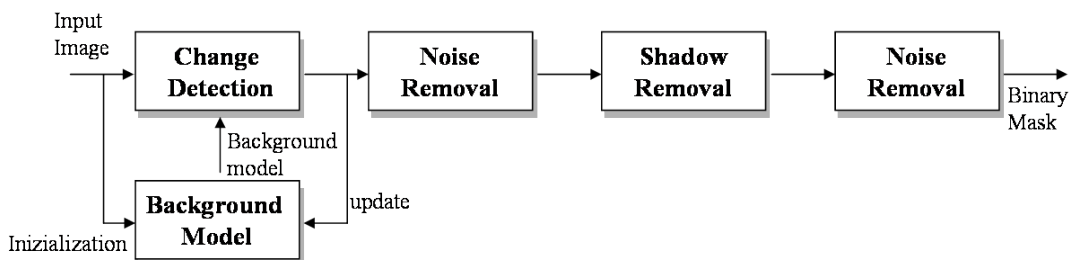 Input
Image
Change
Detection
Noise
Removal
Shadow
Removal
Noise
Removal
Binary
Mask
Background
model
Background
Model
update
Inizialization